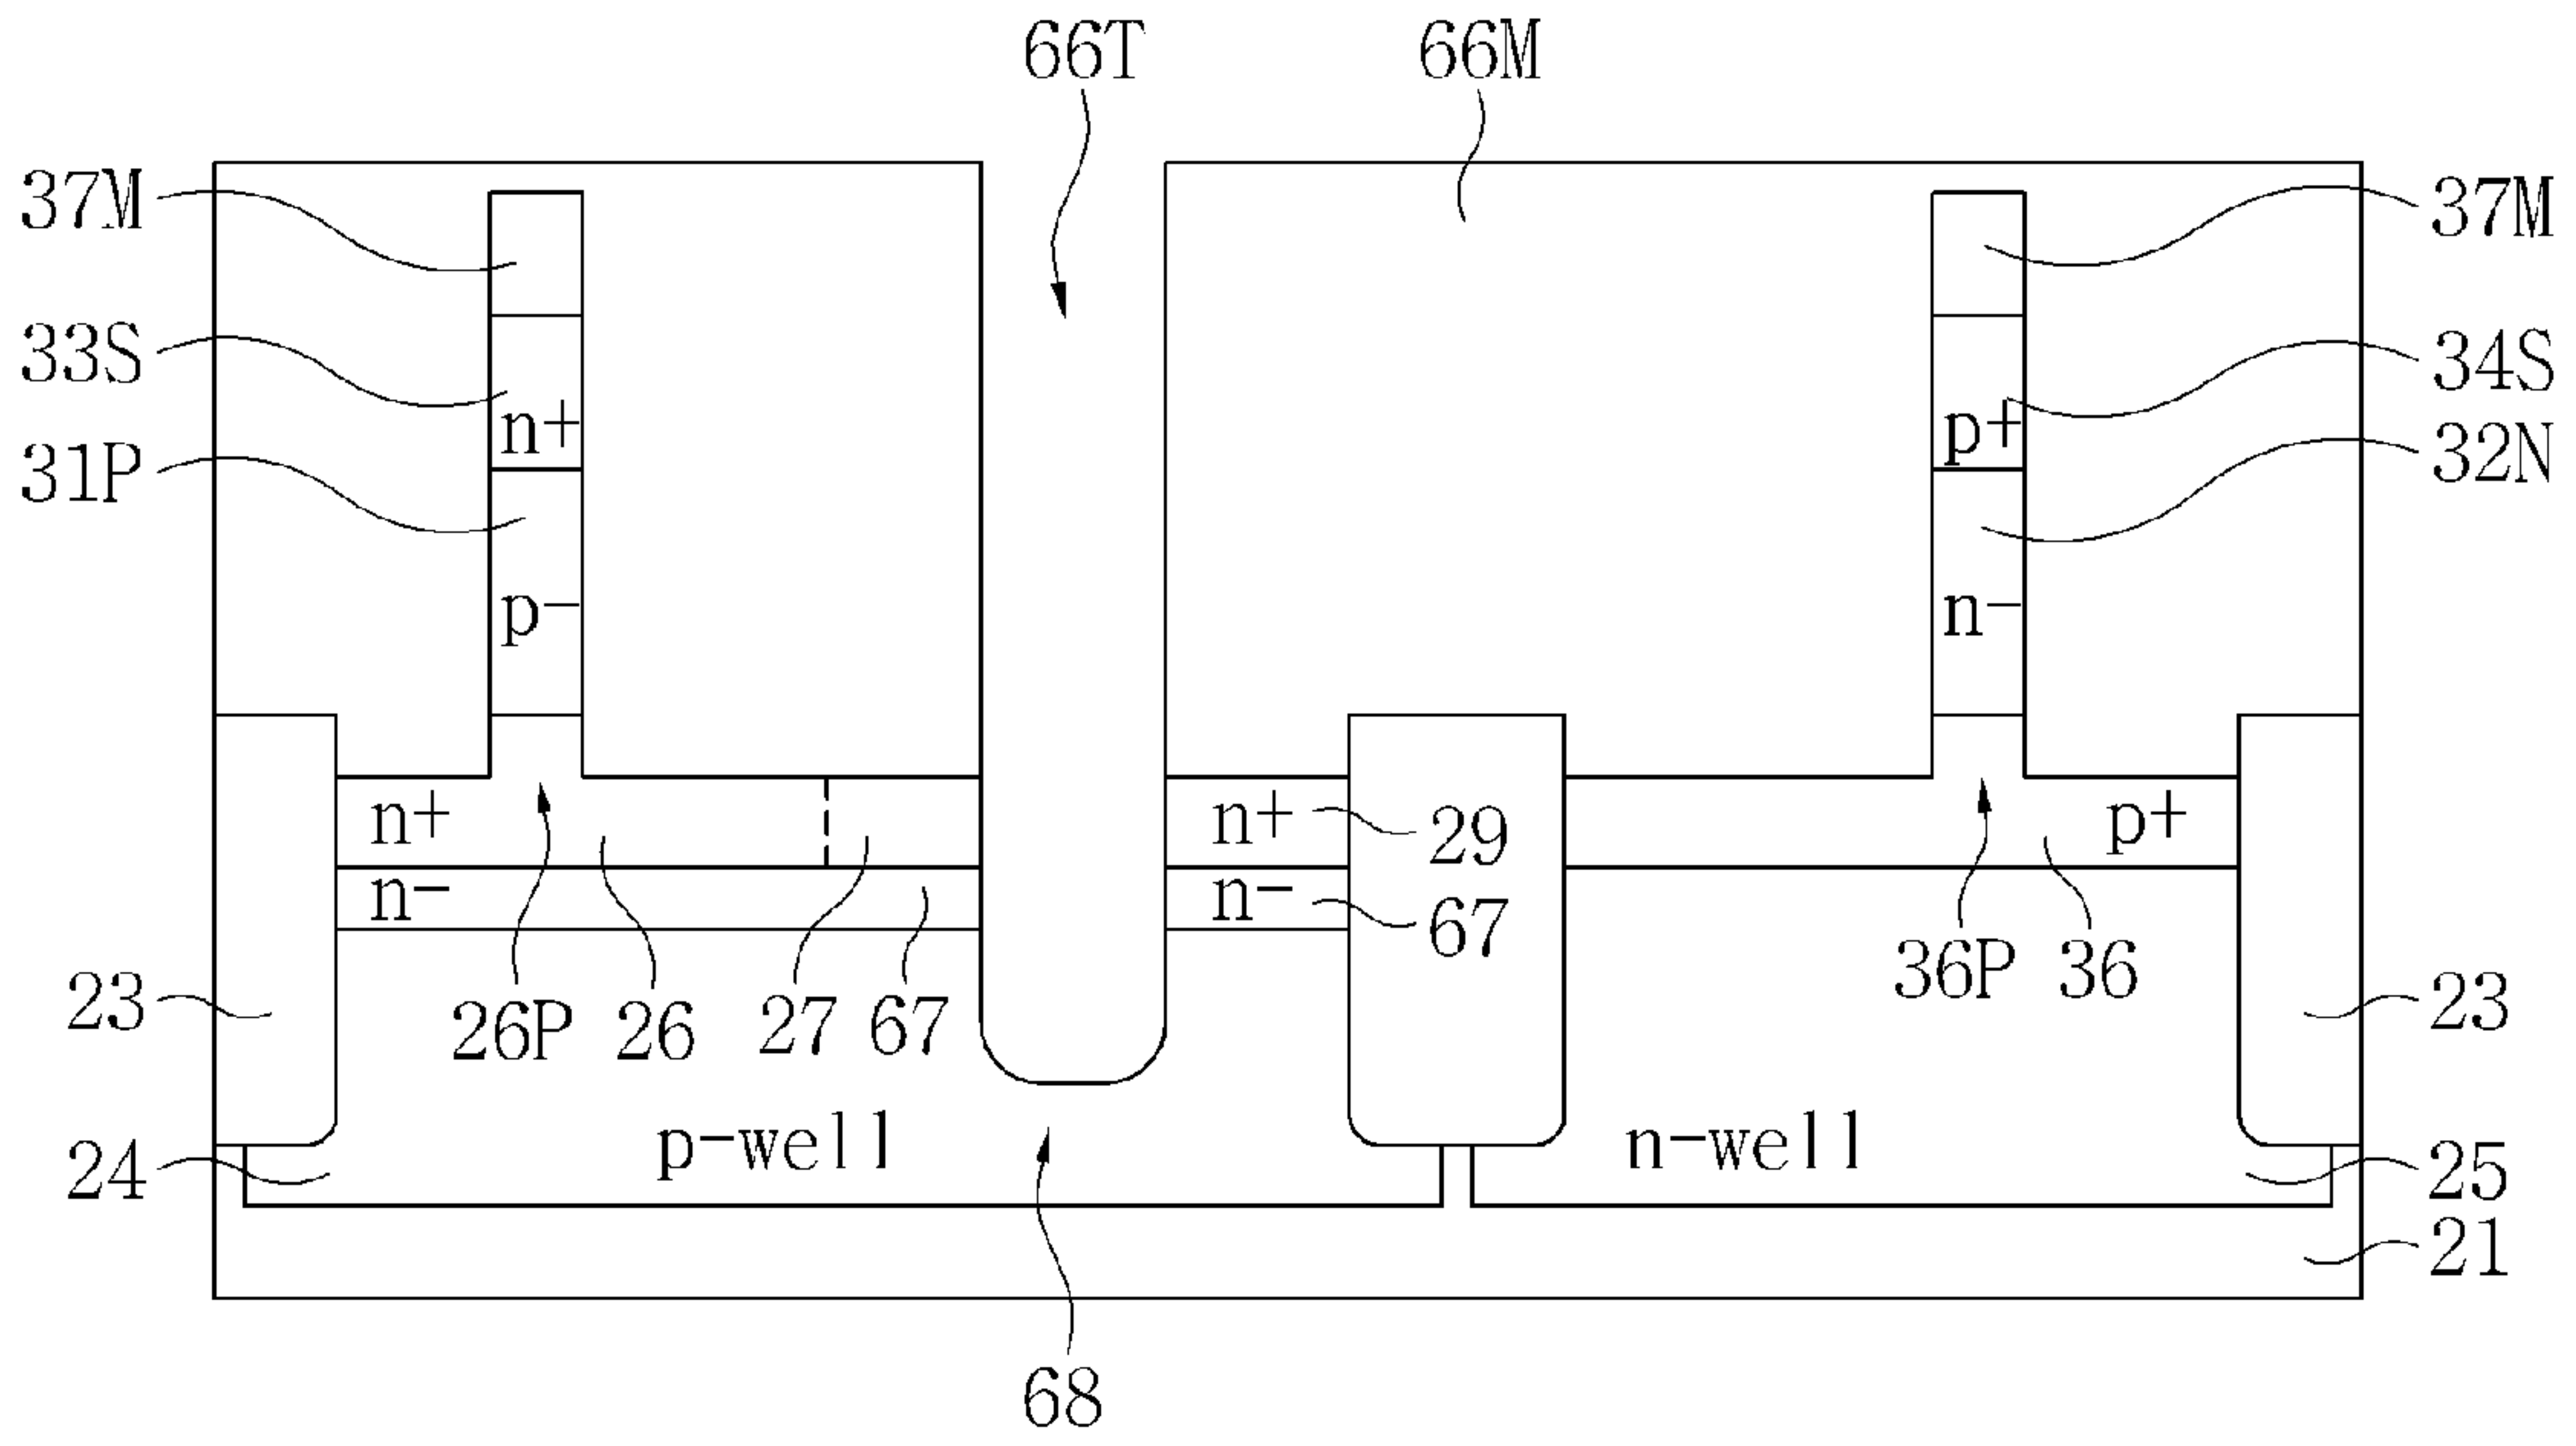 66T 66M
37M 37M
33S n+ p+ 34S
31P 32N
p- n-
n+ n+ 29 p+
n- n- 67
23 26P 26 27 67 36P 36 23
24 p-well n-well 25
21
68